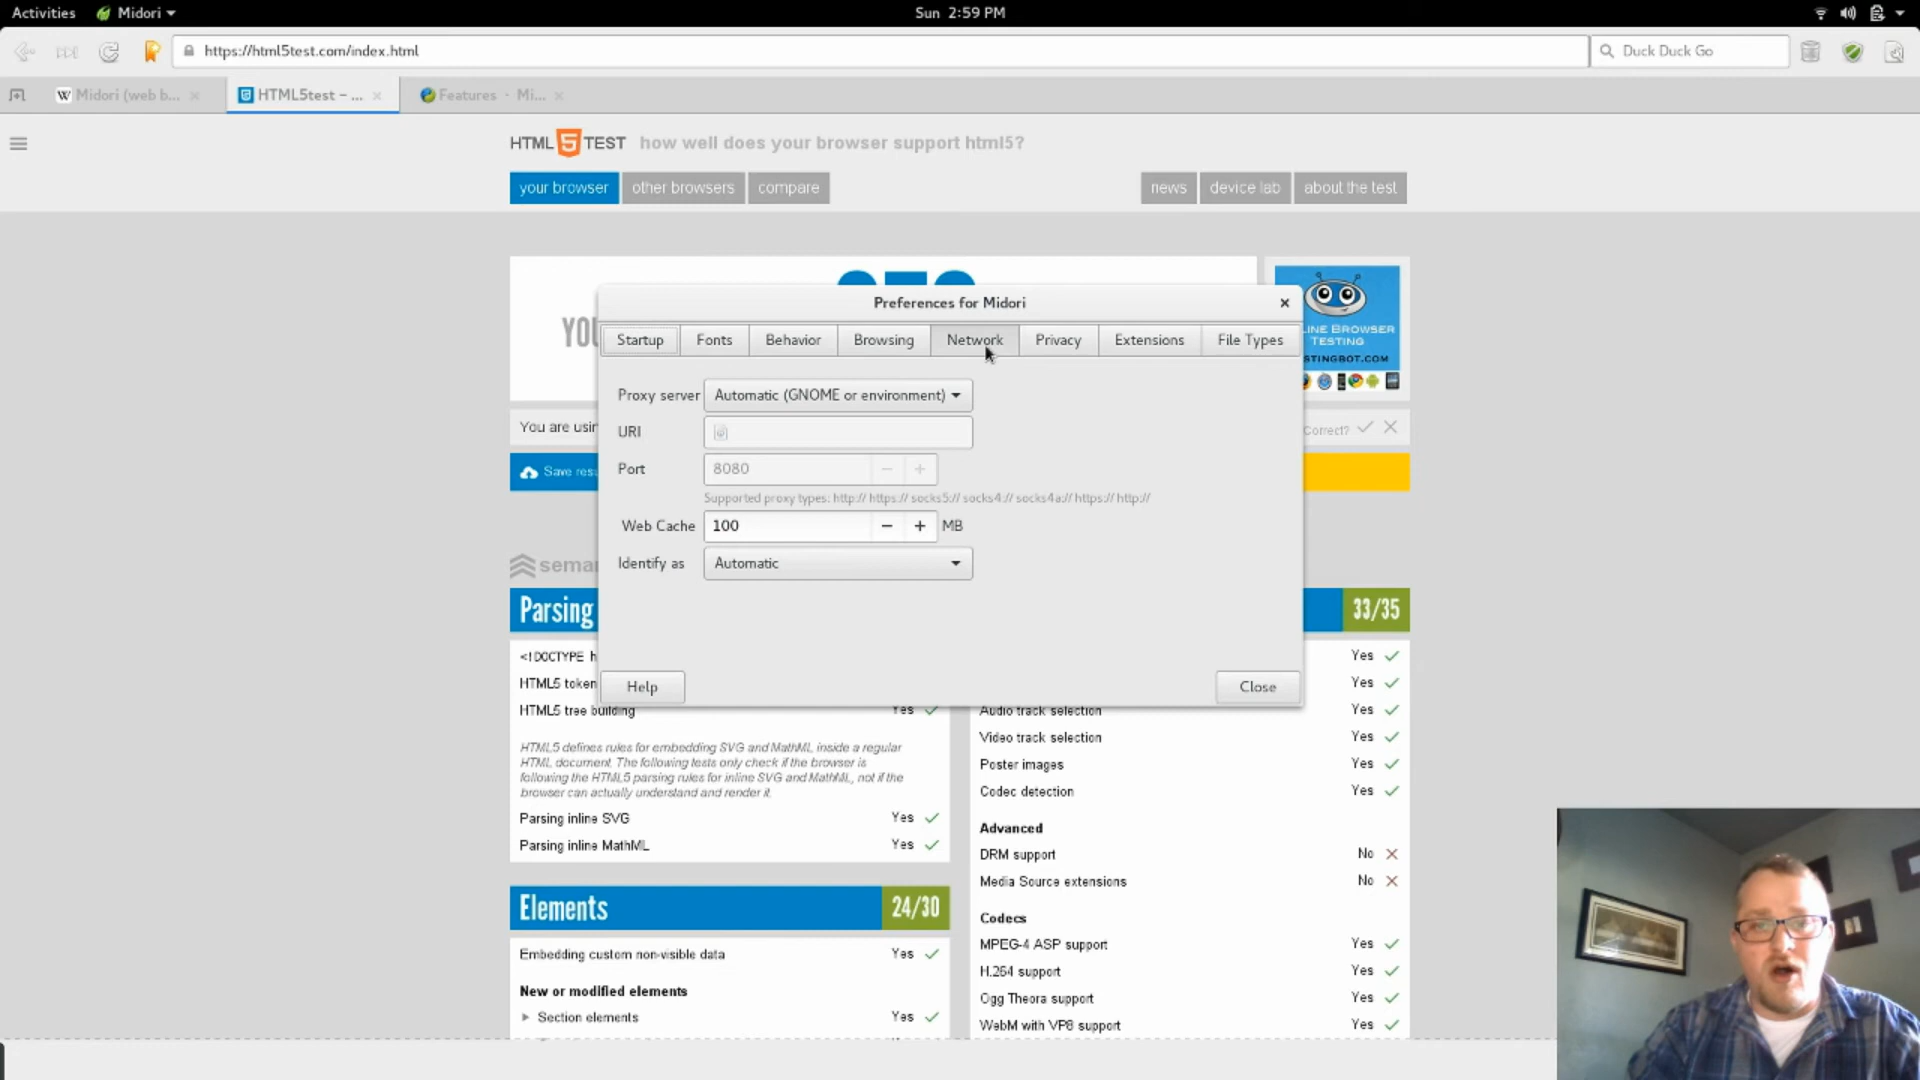 Activities
Midori
Sun 2:59 PM
https://html5test.com/index.html
Duck Duck Go
W Midori (web b...
HTML5test – ...
Features · Mi...
HTML 5 TEST how well does your browser support html5?
your browser
other browsers
compare
news
device lab
about the test
YOU
LINE BROWSER
TESTING
STINGBOT.COM
You are usin
Correct?
Save resu
Preferences for Midori
Startup
Fonts
Behavior
Browsing
Network
Privacy
Extensions
File Types
Proxy server Automatic (GNOME or environment)
URI
Port 8080
Supported proxy types: http:// https:// socks5:// socks4:// socks4a:// https:// http://
Web Cache 100 MB
Identify as Automatic
Help
Close
seman
Parsing
<!DOCTYPE h
HTML5 token
HTML5 tree building Yes
HTML5 defines rules for embedding SVG and MathML inside a regular
HTML document. The following tests only check if the browser is
following the HTML5 parsing rules for inline SVG and MathML, not if the
browser can actually understand and render it.
Parsing inline SVG Yes
Parsing inline MathML Yes
Elements 24/30
Embedding custom non-visible data Yes
New or modified elements
Section elements Yes
33/35
Yes
Yes
Audio track selection Yes
Video track selection Yes
Poster images Yes
Codec detection Yes
Advanced
DRM support No
Media Source extensions No
Codecs
MPEG-4 ASP support Yes
H.264 support Yes
Ogg Theora support Yes
WebM with VP8 support Yes